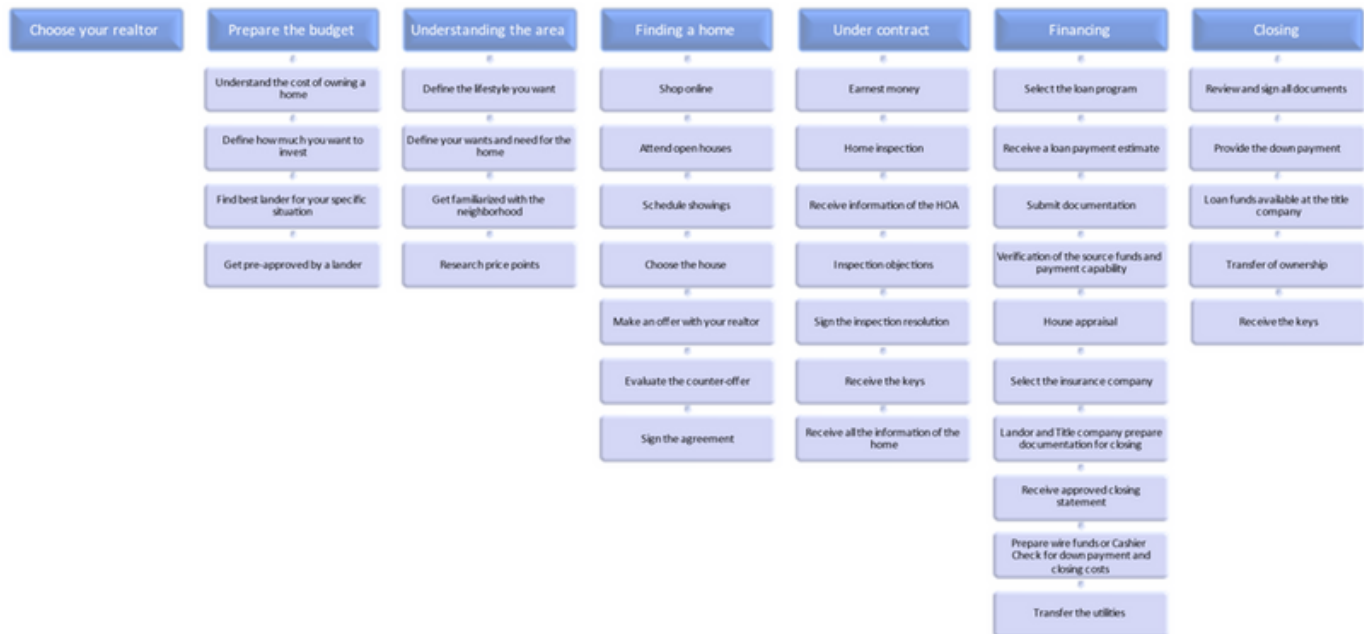 Choose your realtor
Prepare the budget
Understand the cost of owning a
home
Define how much you want to
invest
Find best lander for your specific
situation
Get pre-approved by a lander
Understanding the area
Define the lifestyle you want
Define your wants and need for the
home
Get familiarized with the
neighborhood
Research price points
Finding a home
Shop online
Attend open houses
Schedule showings
Choose the house
Make an offer with your realtor
Evaluate the counter-offer
Sign the agreement
Under contract
Earnest money
Home inspection
Receive information of the HOA
Inspection objections
Sign the inspection resolution
Receive the keys
Receive all the information of the
home
Financing
Select the loan program
Receive a loan payment estimate
Submit documentation
Verification of the source funds and
payment capability
House appraisal
Select the insurance company
Landor and Title company prepare
documentation for closing
Receive approved closing
statement
Prepare wire funds or Cashier
Check for down payment and
closing costs
Transfer the utilities
Closing
Review and sign all documents
Provide the down payment
Loan funds available at the title
company
Transfer of ownership
Receive the keys